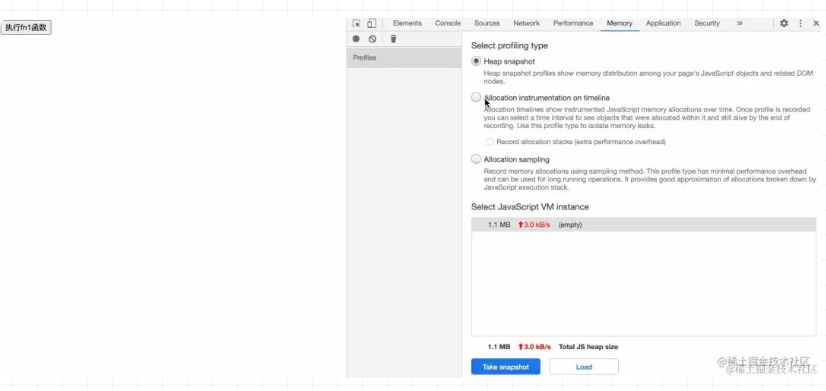 执行fn1函数
Elements Console Sources Network Performance Memory Application Security »
Profiles
Select profiling type
Heap snapshot
Heap snapshot profiles show memory distribution among your page's JavaScript objects and related DOM
nodes.
Allocation instrumentation on timeline
Allocation timelines show instrumented JavaScript memory allocations over time. Once profile is recorded
you can select a time interval to see objects that were allocated within it and still alive by the end of
recording. Use this profile type to isolate memory leaks.
Record allocation stacks (extra performance overhead)
Allocation sampling
Record memory allocations using sampling method. This profile type has minimal performance overhead
and can be used for long running operations. It provides good approximation of allocations broken down by
JavaScript execution stack.
Select JavaScript VM instance
1.1 MB 3.0 kB/s (empty)
1.1 MB 3.0 kB/s Total JS heap size
Take snapshot Load
@稀土掘金技术社区
@稀土掘金技术社区